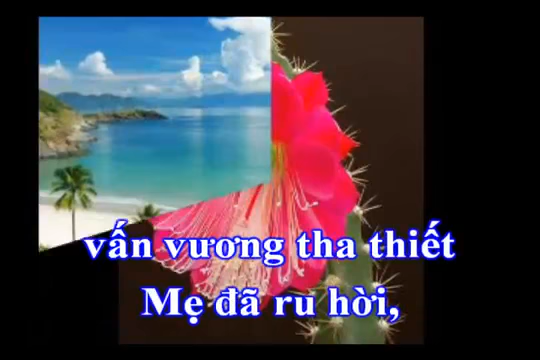 vấn vương tha thiết
Mẹ đã ru hời,